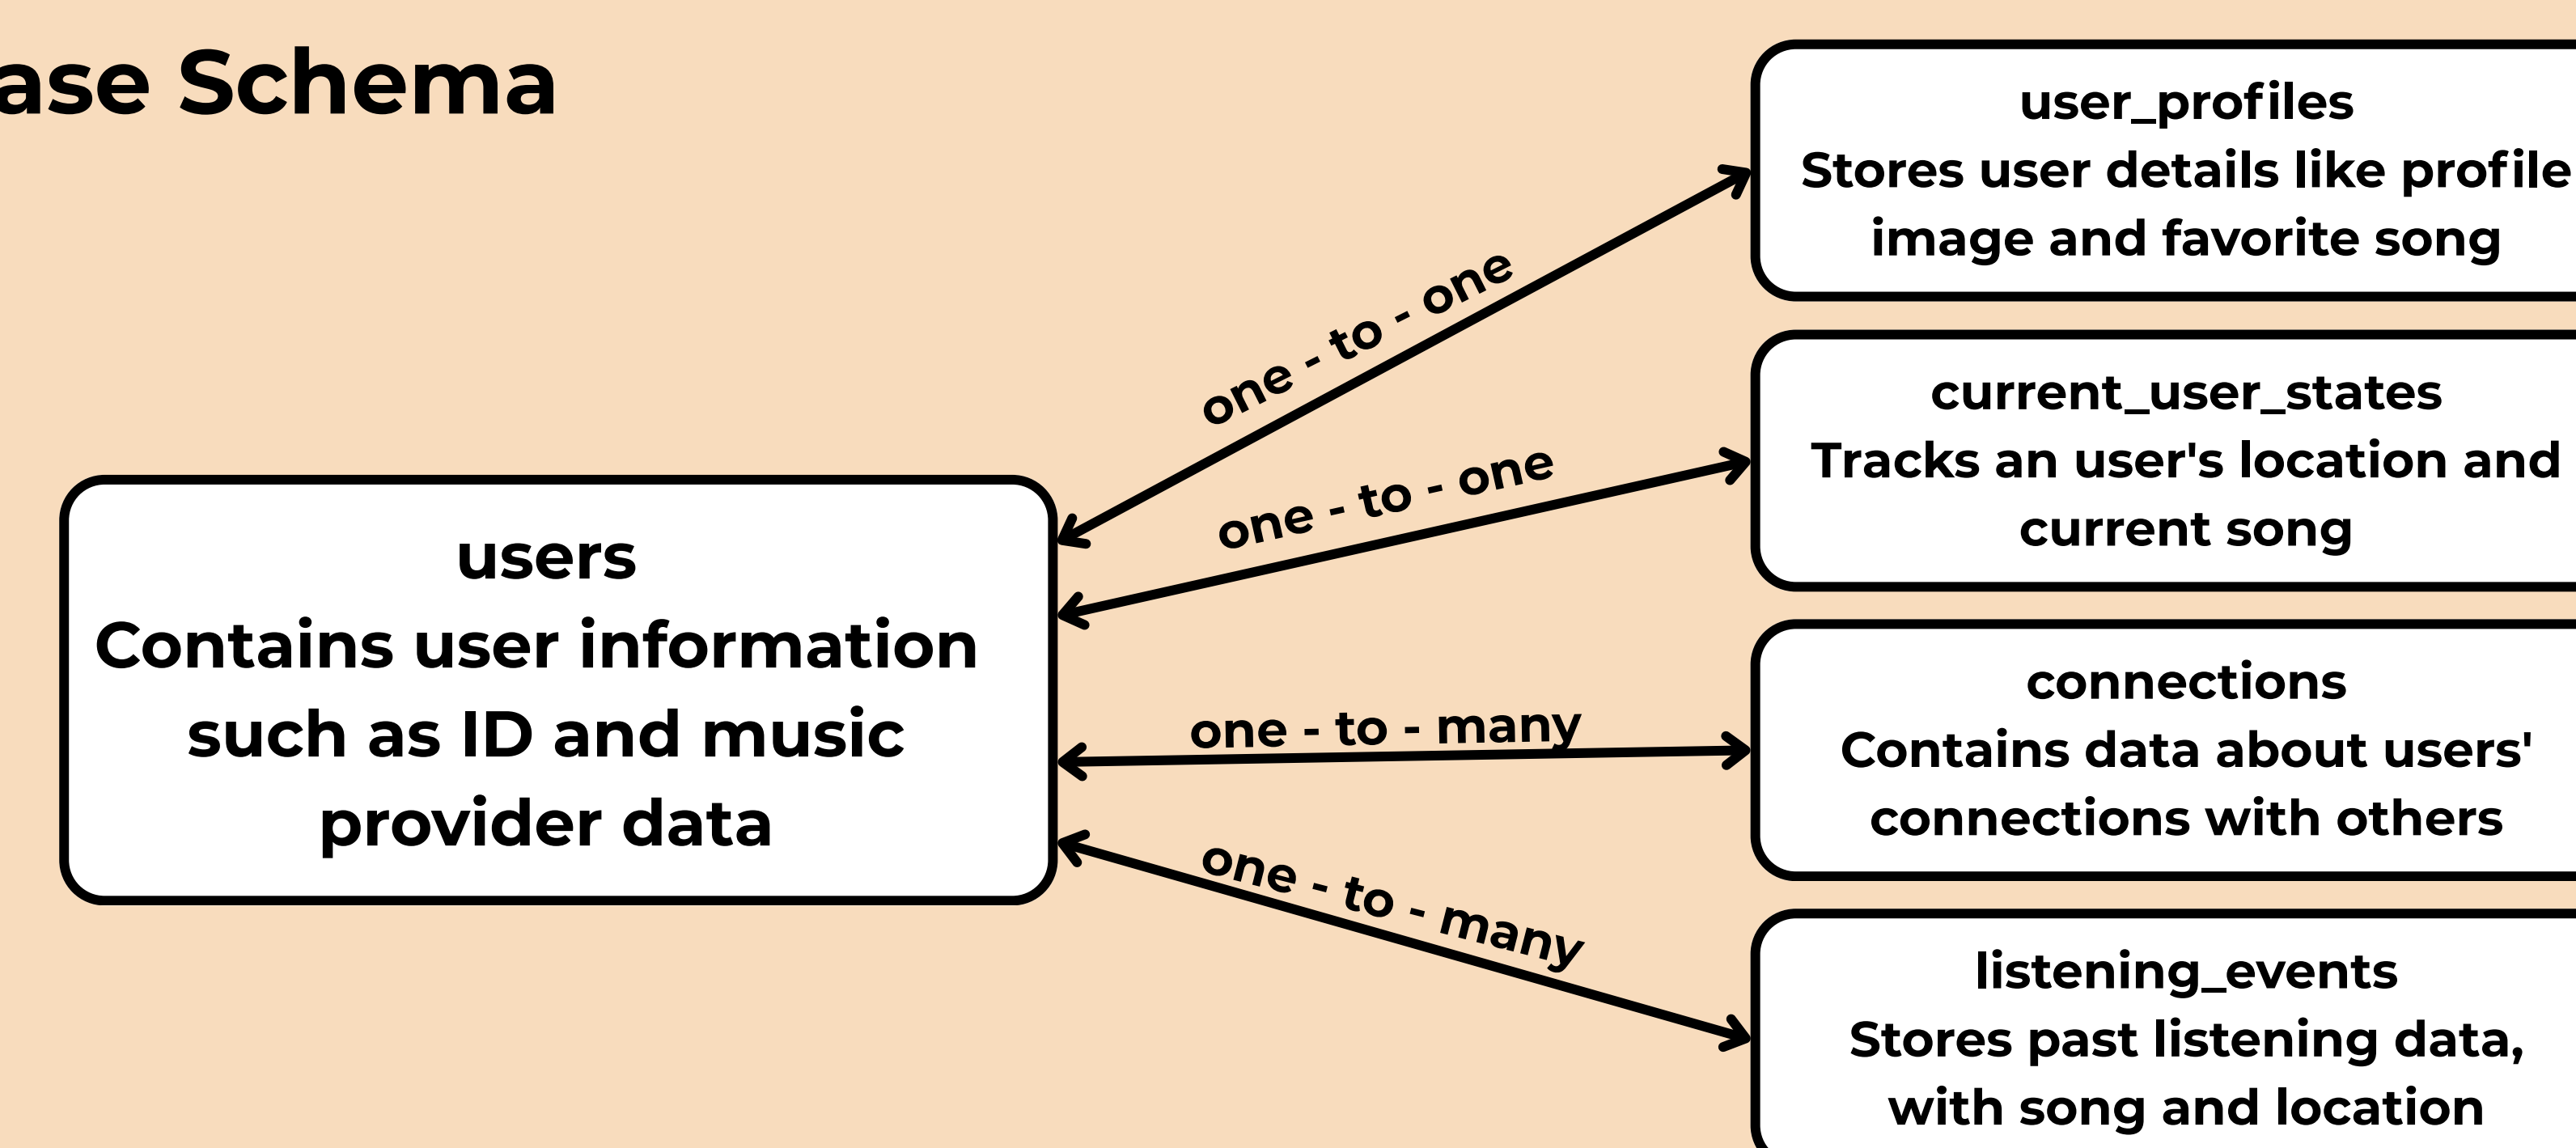 ase Schema
user_profiles
Stores user details like profile
image and favorite song
one - to - one
current_user_states
Tracks an user's location and
current song
one - to - one
users
Contains user information
such as ID and music
provider data
connections
Contains data about users'
connections with others
one - to - many
listening_events
Stores past listening data,
with song and location
one - to - many